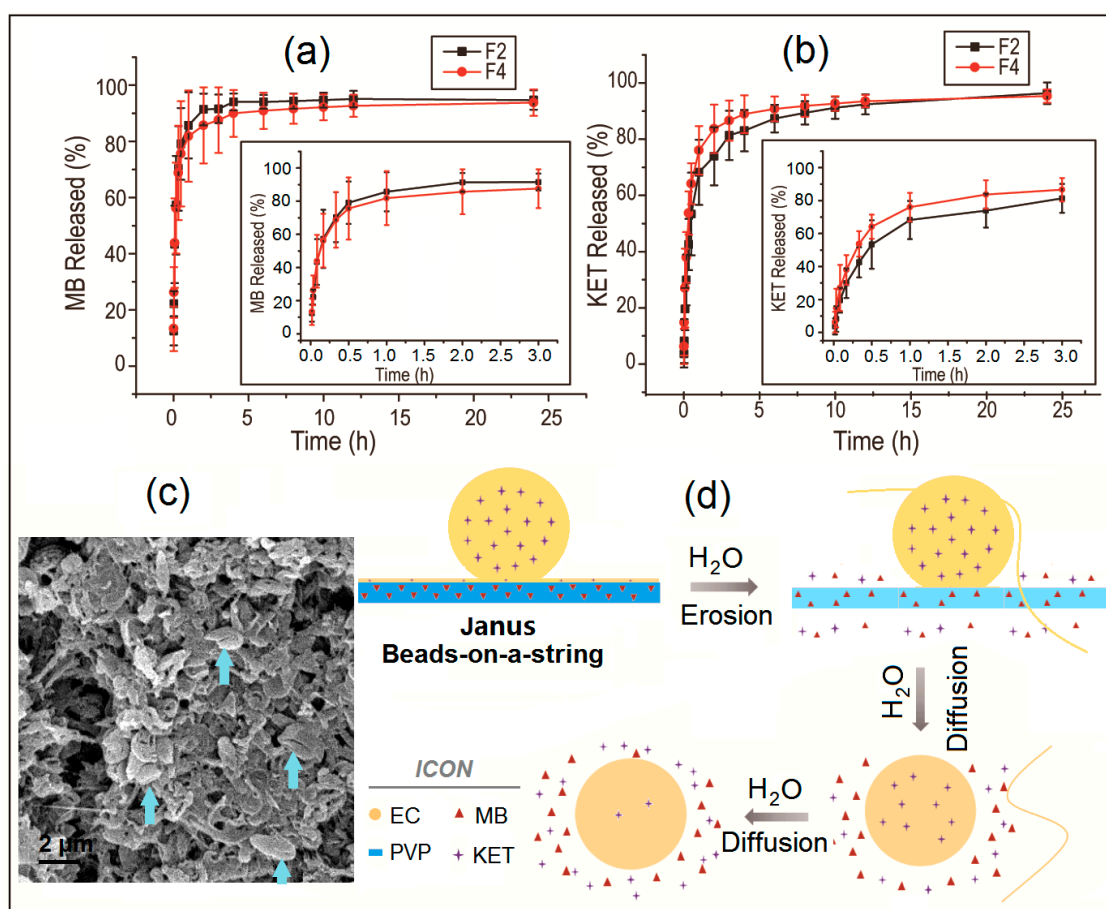 (a)
F2
F4
MB Released (%)
100
80
60
40
20
0
0 5 10 15 20 25
Time (h)
MB Released (%)
100
80
60
40
20
0
0.0 0.5 1.0 1.5 2.0 2.5 3.0
Time (h)
(b)
F2
F4
KET Released (%)
100
80
60
40
20
0
0 5 10 15 20 25
Time (h)
KET Released (%)
100
80
60
40
20
0
0.0 0.5 1.0 1.5 2.0 2.5 3.0
Time (h)
(c)
2 µm
(d)
Janus
Beads-on-a-string
H₂O
Erosion
H₂O
Diffusion
H₂O
Diffusion
ICON
EC MB
PVP KET